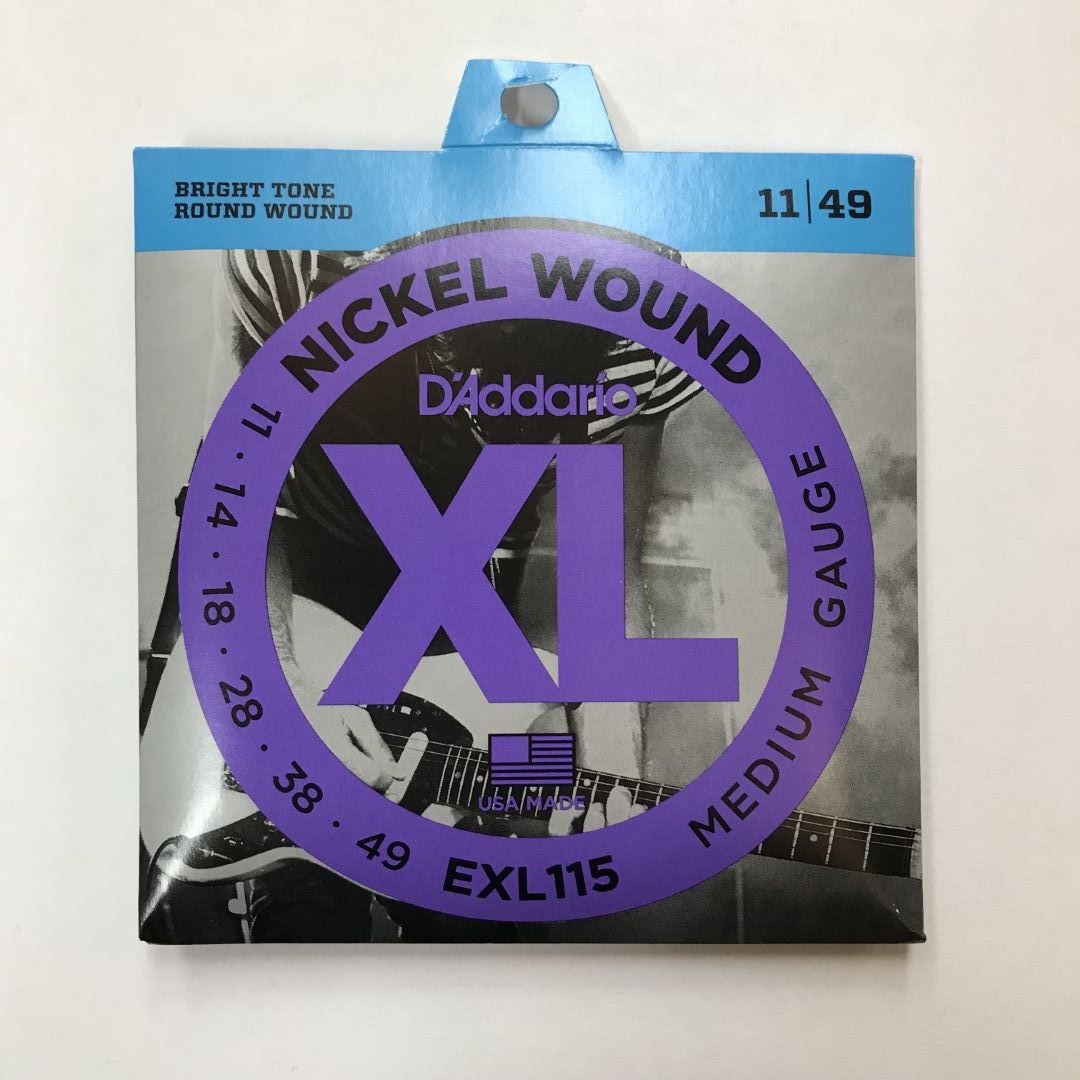 BRIGHT TONE
ROUND WOUND
11|49
NICKEL WOUND
D'Addario
XL
USA MADE
11 · 14 · 18 · 28 · 38 · 49
EXL115
MEDIUM GAUGE